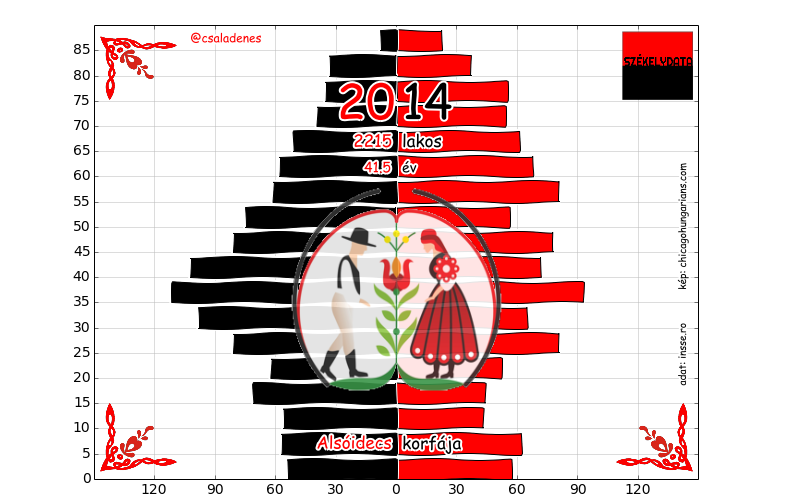 @csaladenes
SZÉKELYDATA
2014
2215 lakos
41.5 év
kép: chicagohungarians.com
adat: insse.ro
Alsóidecs korfája
85
80
75
70
65
60
55
50
45
40
35
30
25
20
15
10
5
0
120 90 60 30 0 30 60 90 120